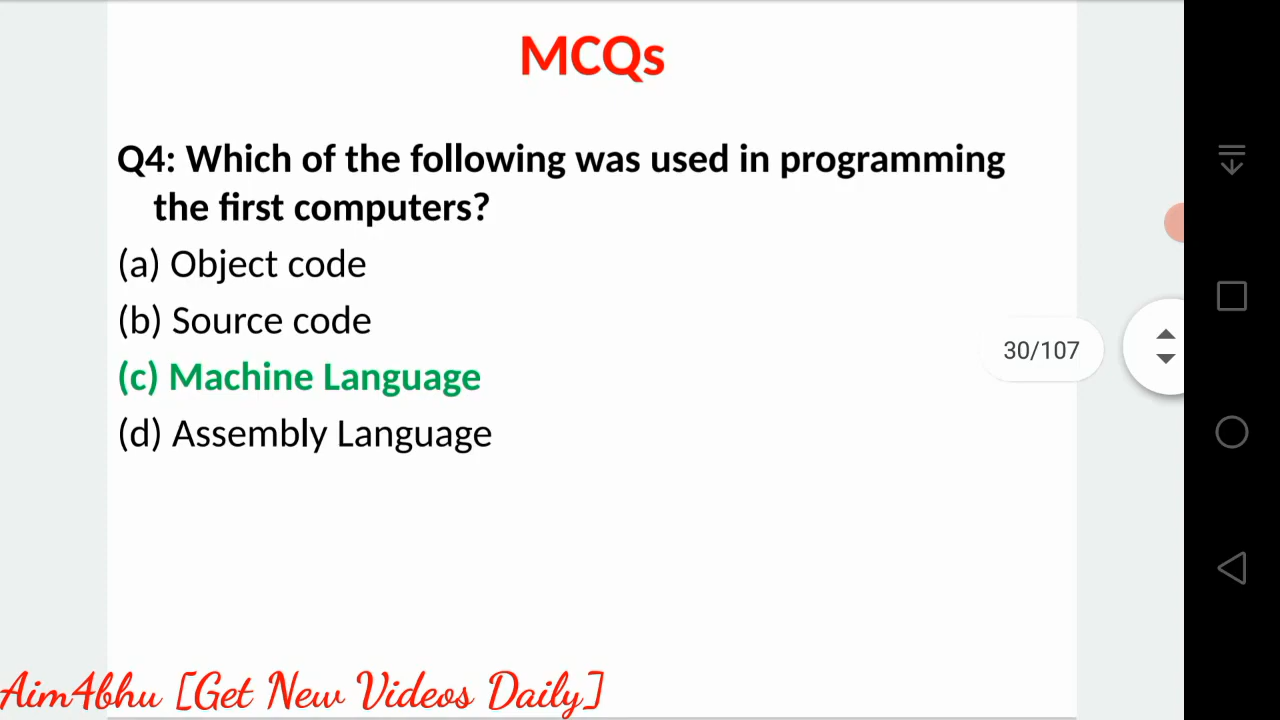 MCQs
Q4: Which of the following was used in programming
the first computers?
(a) Object code
(b) Source code
(c) Machine Language
(d) Assembly Language
30/107
Aim4bhu [Get New Videos Daily]